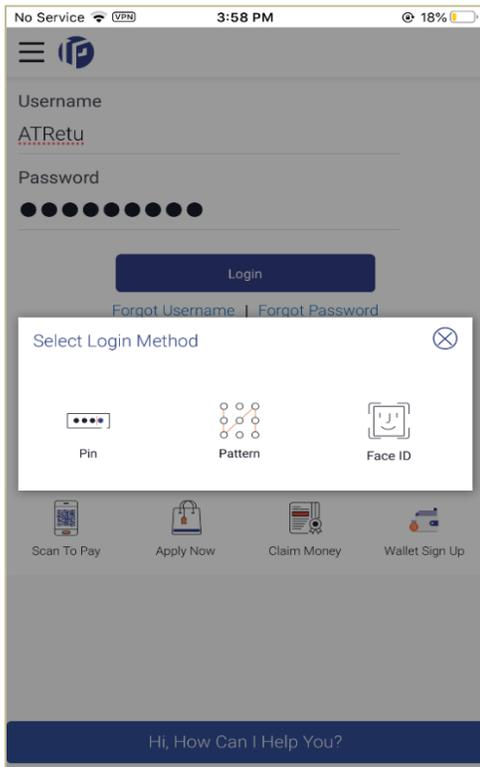 No Service VPN 3:58 PM 18%
Username
ATRetu
Password
Login
Forgot Username | Forgot Password
Select Login Method
Pin Pattern Face ID
Scan To Pay Apply Now Claim Money Wallet Sign Up
Hi, How Can I Help You?